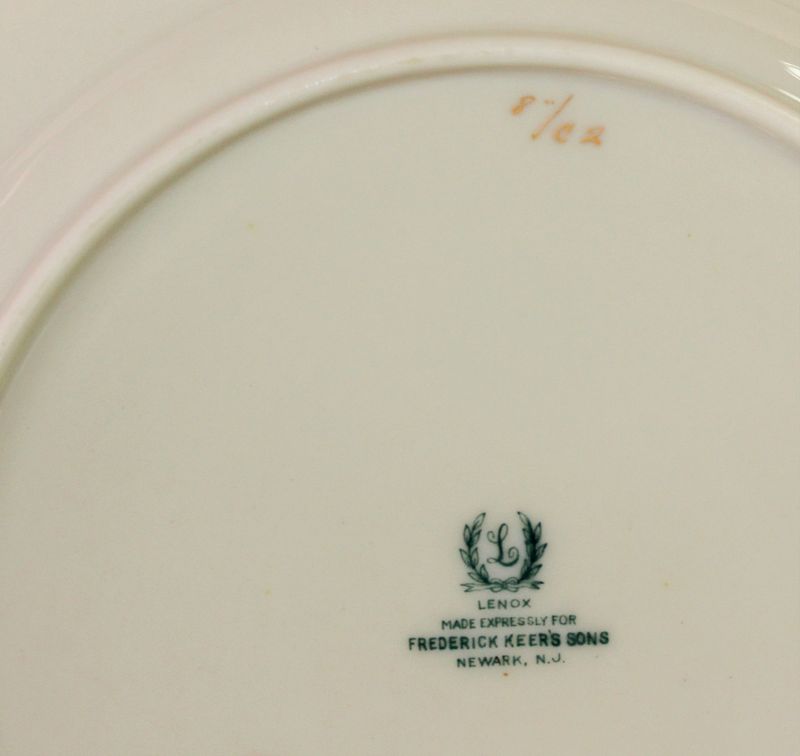 8"/C2
L
LENOX
MADE EXPRESSLY FOR
FREDERICK KEER'S SONS
NEWARK, N.J.